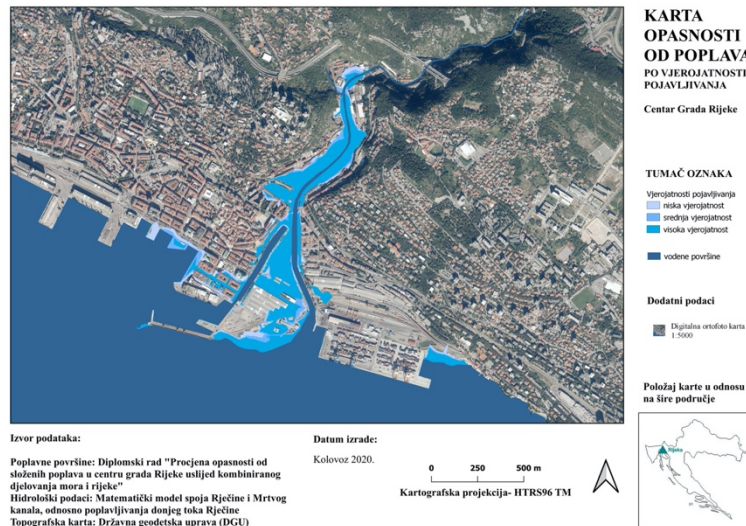 KARTA
OPASNOSTI
OD POPLAVA
PO VJEROJATNOSTI
POJAVLJIVANJA
Centar Grada Rijeke
TUMAČ OZNAKA
Vjerojatnosti pojavljivanja
niska vjerojatnost
srednja vjerojatnost
visoka vjerojatnost
vodene površine
Dodatni podaci
Digitalna ortofoto karta
1:5000
Položaj karte u odnosu
na šire područje
Rijeka
Izvor podataka:
Poplavne površine: Diplomski rad "Procjena opasnosti od
složenih poplava u centru grada Rijeke uslijed kombiniranog
djelovanja mora i rijeke"
Hidrološki podaci: Matematički model spoja Rječine i Mrtvog
kanala, odnosno poplavljivanja donjeg toka Rječine
Topografska karta: Državna geodetska uprava (DGU)
Datum izrade:
Kolovoz 2020.
0 250 500 m
Kartografska projekcija- HTRS96 TM